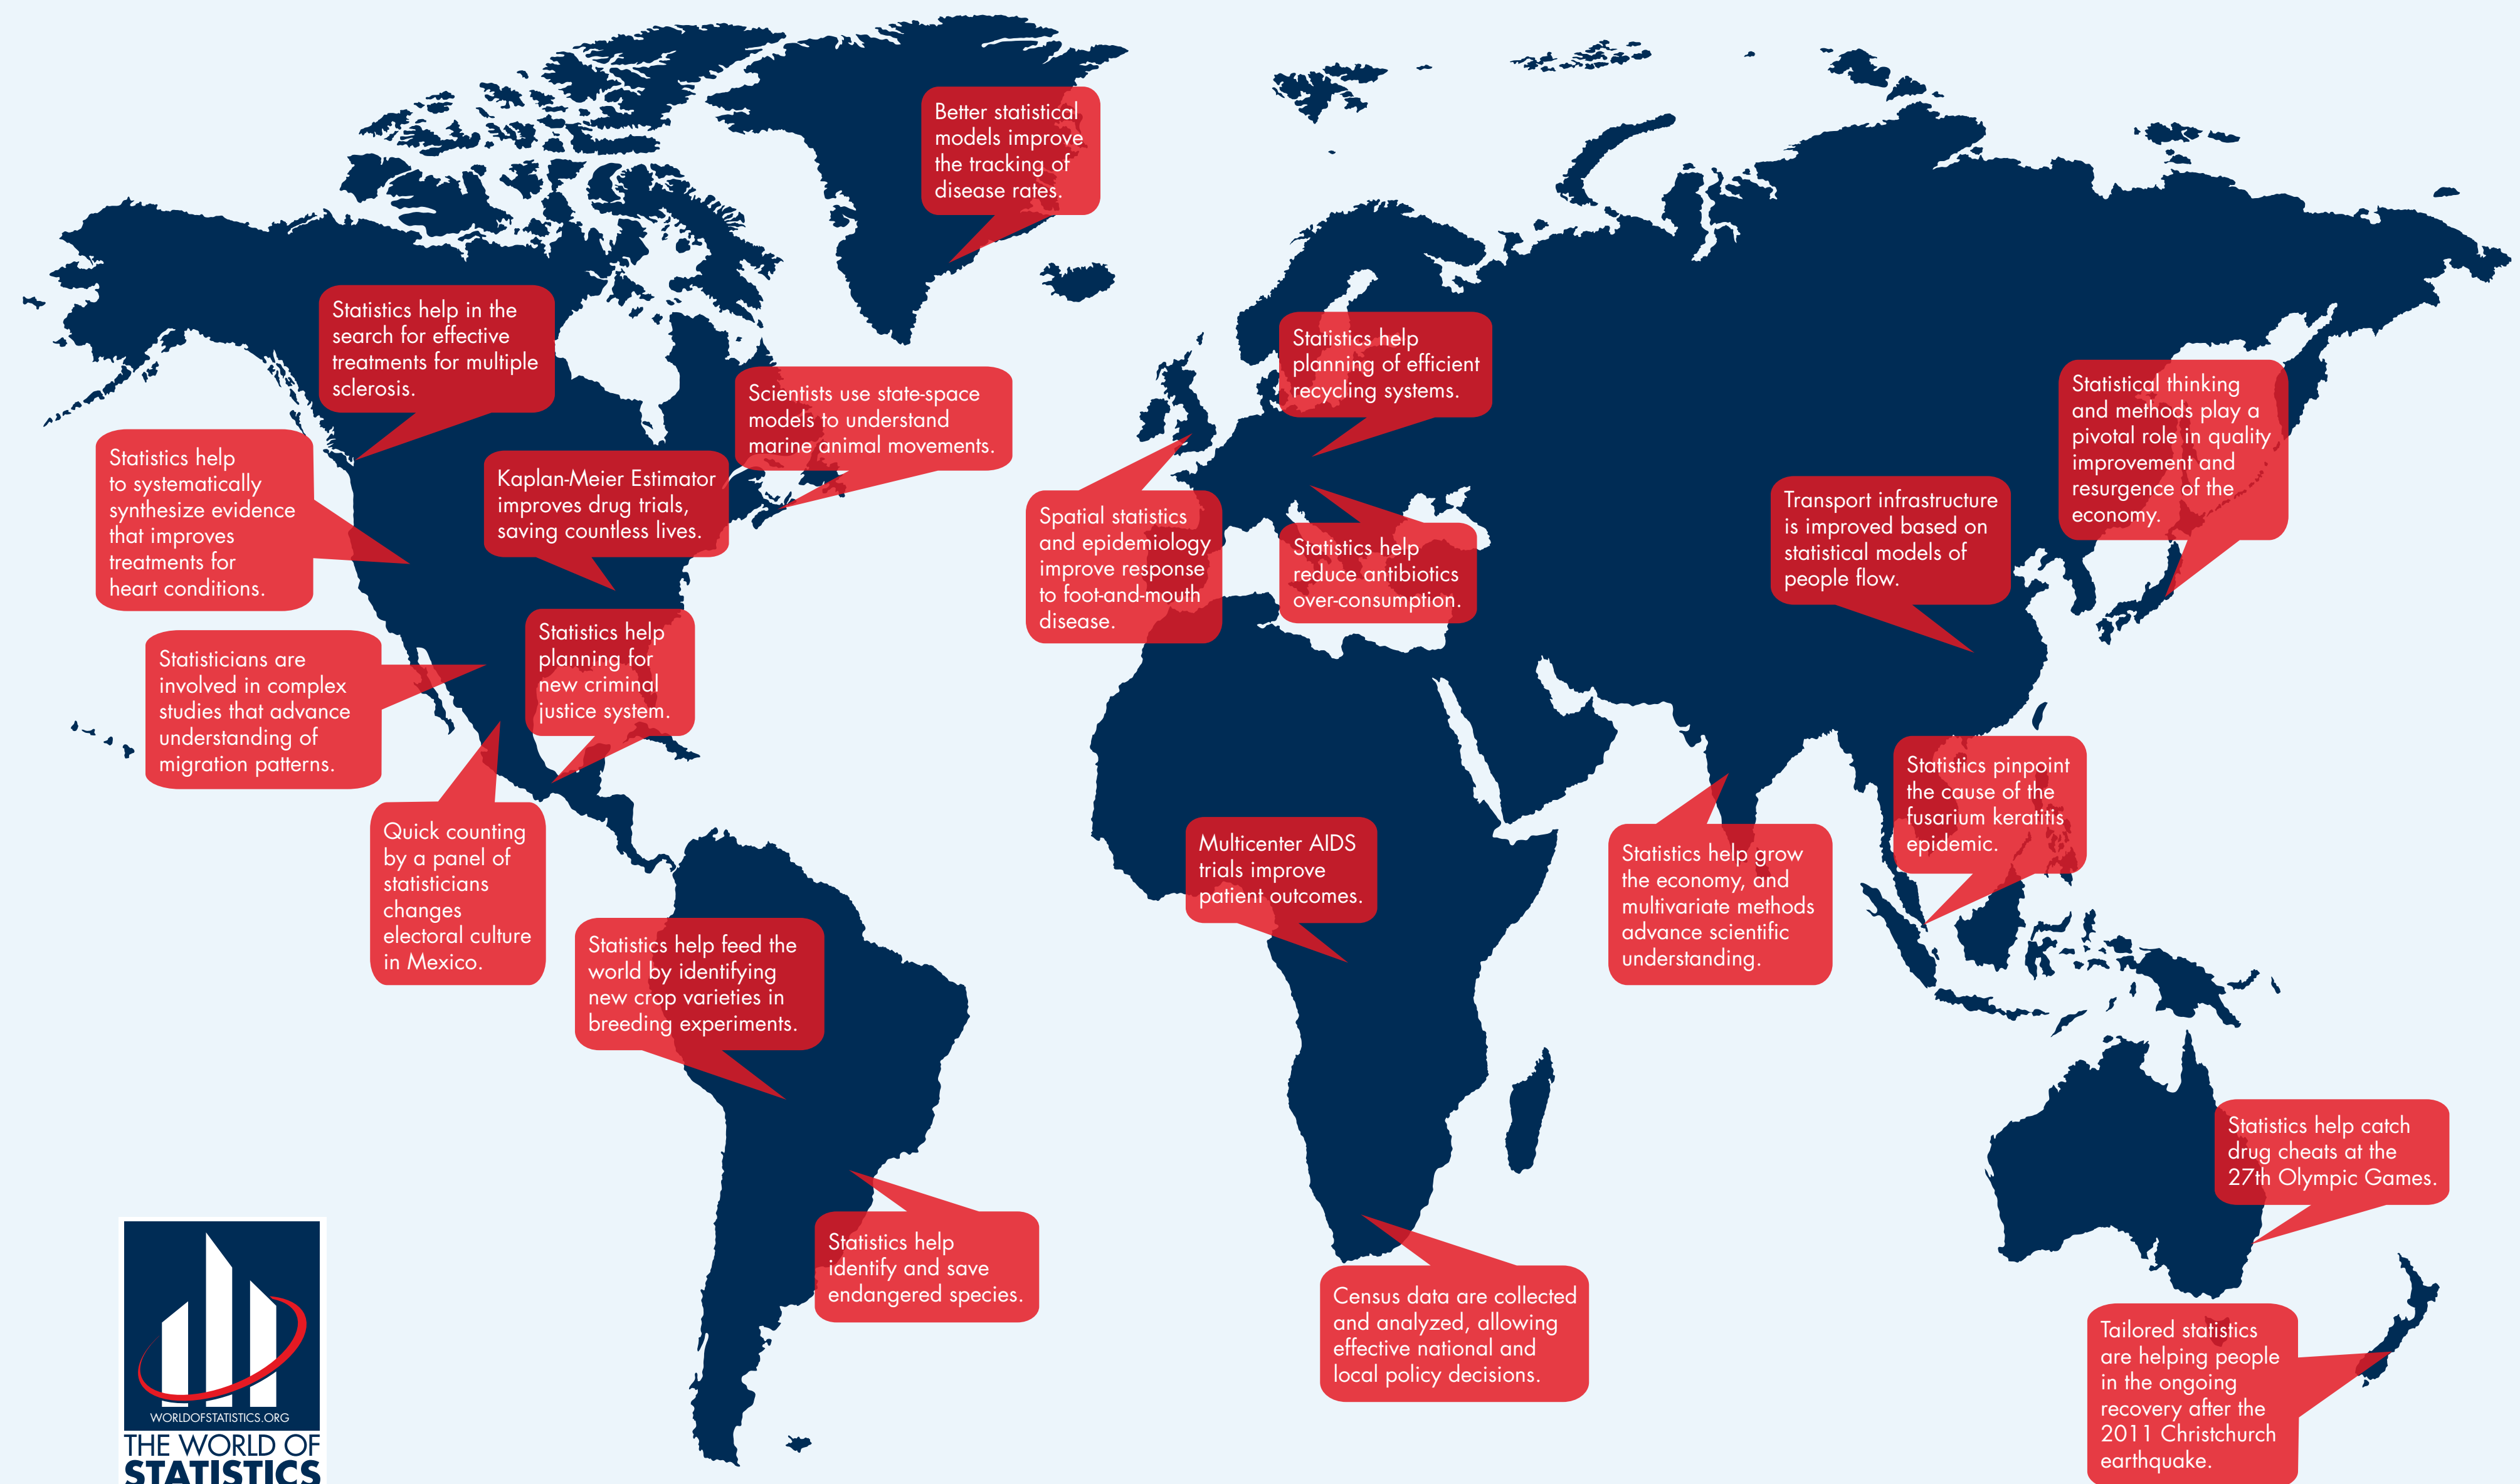 Better statistical
models improve
the tracking of
disease rates.
Statistics help in the
search for effective
treatments for multiple
sclerosis.
Scientists use state-space
models to understand
marine animal movements.
Statistics help
planning of efficient
recycling systems.
Statistical thinking
and methods play a
pivotal role in quality
improvement and
resurgence of the
economy.
Statistics help
to systematically
synthesize evidence
that improves
treatments for
heart conditions.
Kaplan-Meier Estimator
improves drug trials,
saving countless lives.
Spatial statistics
and epidemiology
improve response
to foot-and-mouth
disease.
Statistics help
reduce antibiotics
over-consumption.
Transport infrastructure
is improved based on
statistical models of
people flow.
Statisticians are
involved in complex
studies that advance
understanding of
migration patterns.
Statistics help
planning for
new criminal
justice system.
Quick counting
by a panel of
statisticians
changes
electoral culture
in Mexico.
Statistics help feed the
world by identifying
new crop varieties in
breeding experiments.
Multicenter AIDS
trials improve
patient outcomes.
Statistics help grow
the economy, and
multivariate methods
advance scientific
understanding.
Statistics pinpoint
the cause of the
fusarium keratitis
epidemic.
Statistics help
identify and save
endangered species.
Census data are collected
and analyzed, allowing
effective national and
local policy decisions.
Statistics help catch
drug cheats at the
27th Olympic Games.
Tailored statistics
are helping people
in the ongoing
recovery after the
2011 Christchurch
earthquake.
WORLDOFSTATISTICS.ORG
THE WORLD OF
STATISTICS